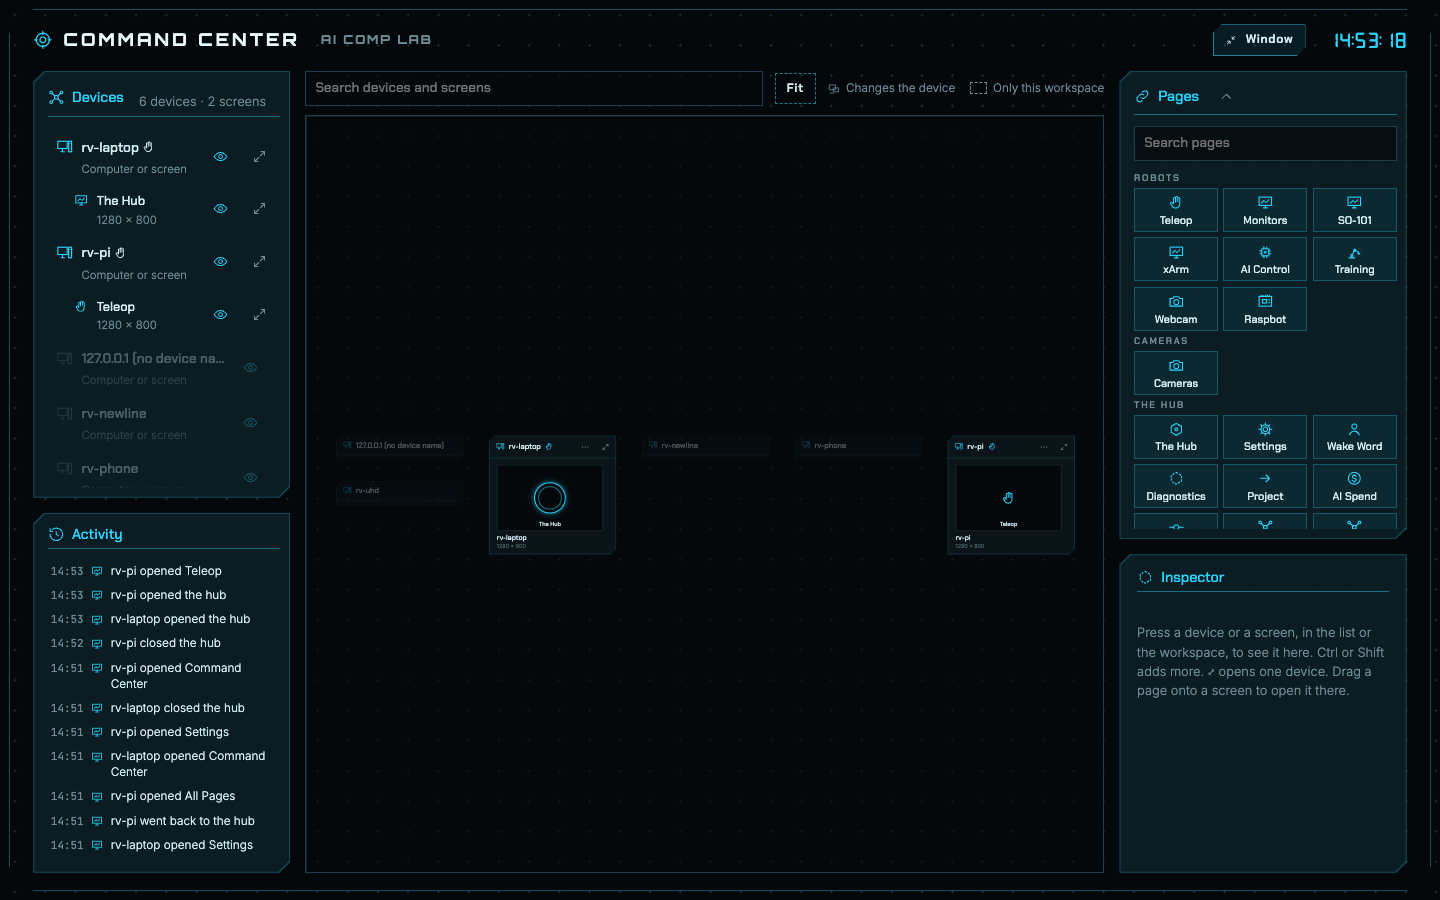 COMMAND CENTER AI COMP LAB
Window
14:53:18
Devices 6 devices · 2 screens
rv-laptop
Computer or screen
The Hub
1280 × 800
rv-pi
Computer or screen
Teleop
1280 × 800
127.0.0.1 (no device na...
Computer or screen
rv-newline
Computer or screen
rv-phone
Activity
14:53 rv-pi opened Teleop
14:53 rv-pi opened the hub
14:53 rv-laptop opened the hub
14:52 rv-pi closed the hub
14:51 rv-pi opened Command
Center
14:51 rv-laptop closed the hub
14:51 rv-pi opened Settings
14:51 rv-laptop opened Command
Center
14:51 rv-pi opened All Pages
14:51 rv-pi went back to the hub
14:51 rv-laptop opened Settings
Search devices and screens
Fit
Changes the device
Only this workspace
127.0.0.1 (no device name)
rv-laptop
rv-newline
rv-phone
rv-pi
rv-uhd
The Hub
rv-laptop
1280 × 800
Teleop
rv-pi
1280 × 800
Pages
Search pages
ROBOTS
Teleop Monitors SO-101
xArm AI Control Training
Webcam Raspbot
CAMERAS
Cameras
THE HUB
The Hub Settings Wake Word
Diagnostics Project AI Spend
Inspector
Press a device or a screen, in the list or
the workspace, to see it here. Ctrl or Shift
adds more. ⤢ opens one device. Drag a
page onto a screen to open it there.